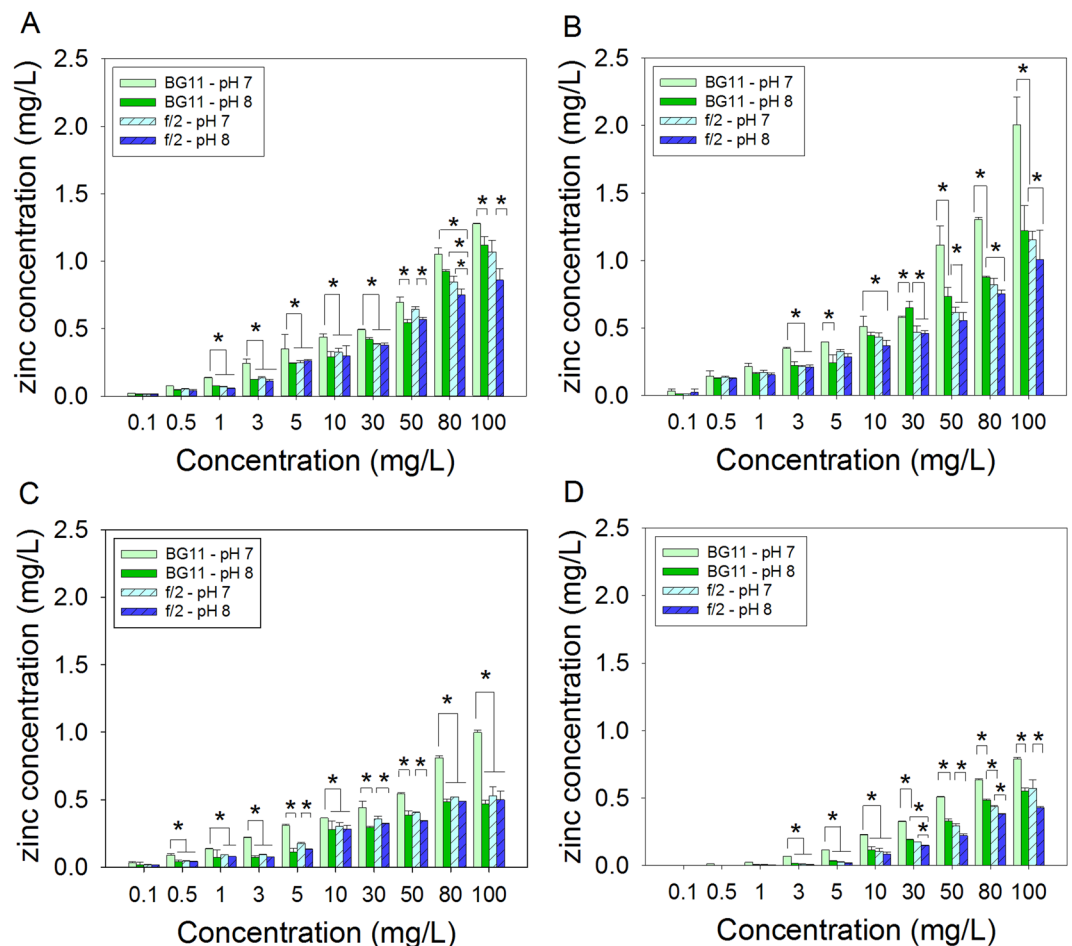 A
zinc concentration (mg/L)
2.5
2.0
1.5
1.0
0.5
0.0
BG11 - pH 7
BG11 - pH 8
f/2 - pH 7
f/2 - pH 8
* * * * * * * * * * * * *
0.1 0.5 1 3 5 10 30 50 80 100
Concentration (mg/L)
B
zinc concentration (mg/L)
2.5
2.0
1.5
1.0
0.5
0.0
BG11 - pH 7
BG11 - pH 8
f/2 - pH 7
f/2 - pH 8
* * * * * * * * * * *
0.1 0.5 1 3 5 10 30 50 80 100
Concentration (mg/L)
C
zinc concentration (mg/L)
2.5
2.0
1.5
1.0
0.5
0.0
BG11 - pH 7
BG11 - pH 8
f/2 - pH 7
f/2 - pH 8
* * * * * * * * * * * *
0.1 0.5 1 3 5 10 30 50 80 100
Concentration (mg/L)
D
zinc concentration (mg/L)
2.5
2.0
1.5
1.0
0.5
0.0
BG11 - pH 7
BG11 - pH 8
f/2 - pH 7
f/2 - pH 8
* * * * * * * * * * * * *
0.1 0.5 1 3 5 10 30 50 80 100
Concentration (mg/L)